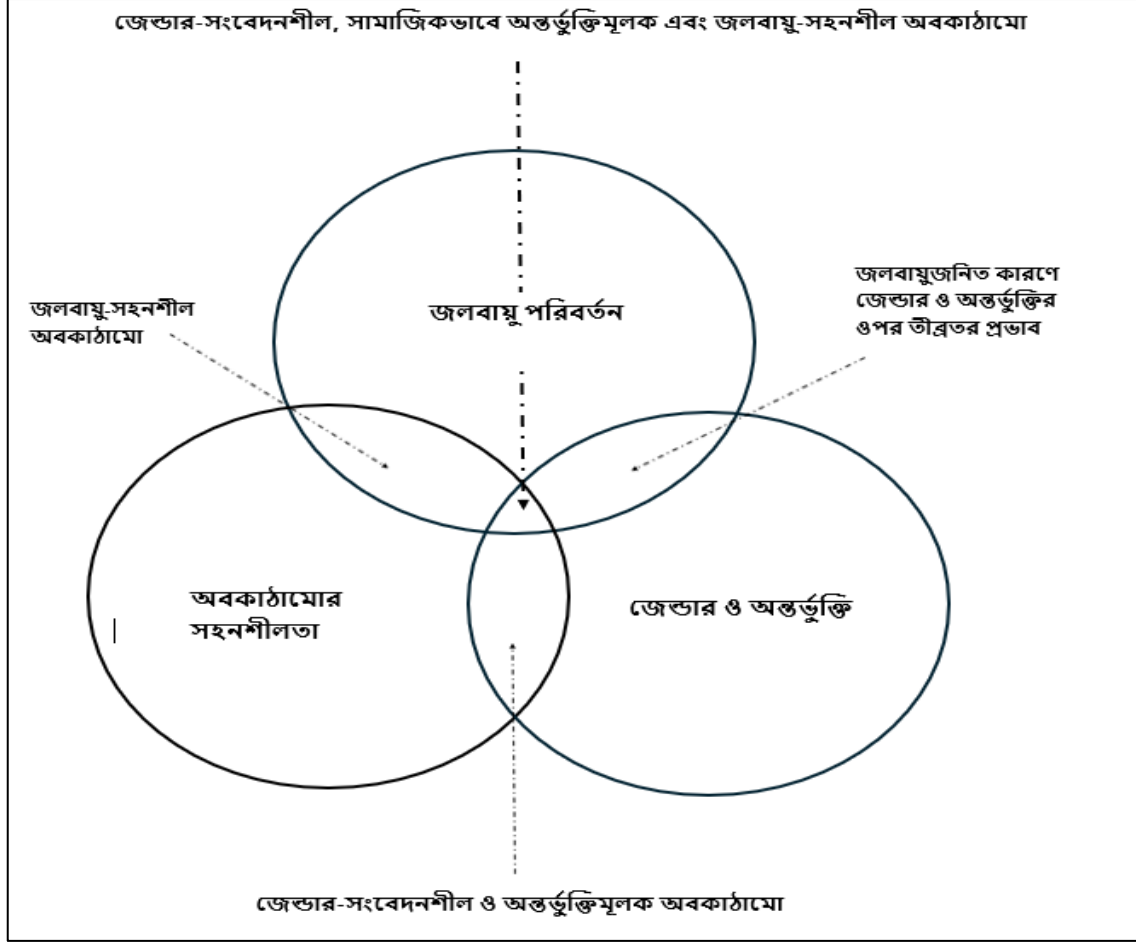 জেন্ডার-সংবেদনশীল, সামাজিকভাবে অন্তর্ভুক্তিমূলক এবং জলবায়ু-সহনশীল অবকাঠামো
জলবায়ুজনিত কারণে
জেন্ডার ও অন্তর্ভুক্তির
ওপর তীব্রতর প্রভাব
জলবায়ু-সহনশীল
অবকাঠামো
জলবায়ু পরিবর্তন
অবকাঠামোর
সহনশীলতা
জেন্ডার ও অন্তর্ভুক্তি
জেন্ডার-সংবেদনশীল ও অন্তর্ভুক্তিমূলক অবকাঠামো